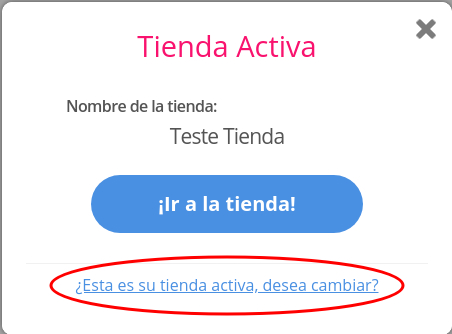 Tienda Activa
Nombre de la tienda:
Teste Tienda
¡Ir a la tienda!
¿Esta es su tienda activa, desea cambiar?